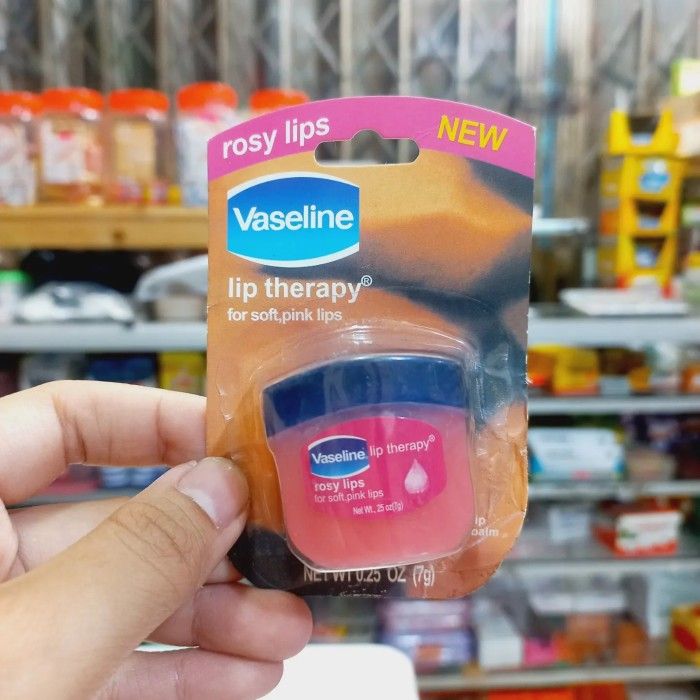 rosy lips
NEW
Vaseline
lip therapy®
for soft,pink lips
Vaseline. lip therapy®
rosy lips
for soft,pink lips
Net Wt, .25 oz(7g)
lip
balm
NET WT 0.25 OZ (7g)